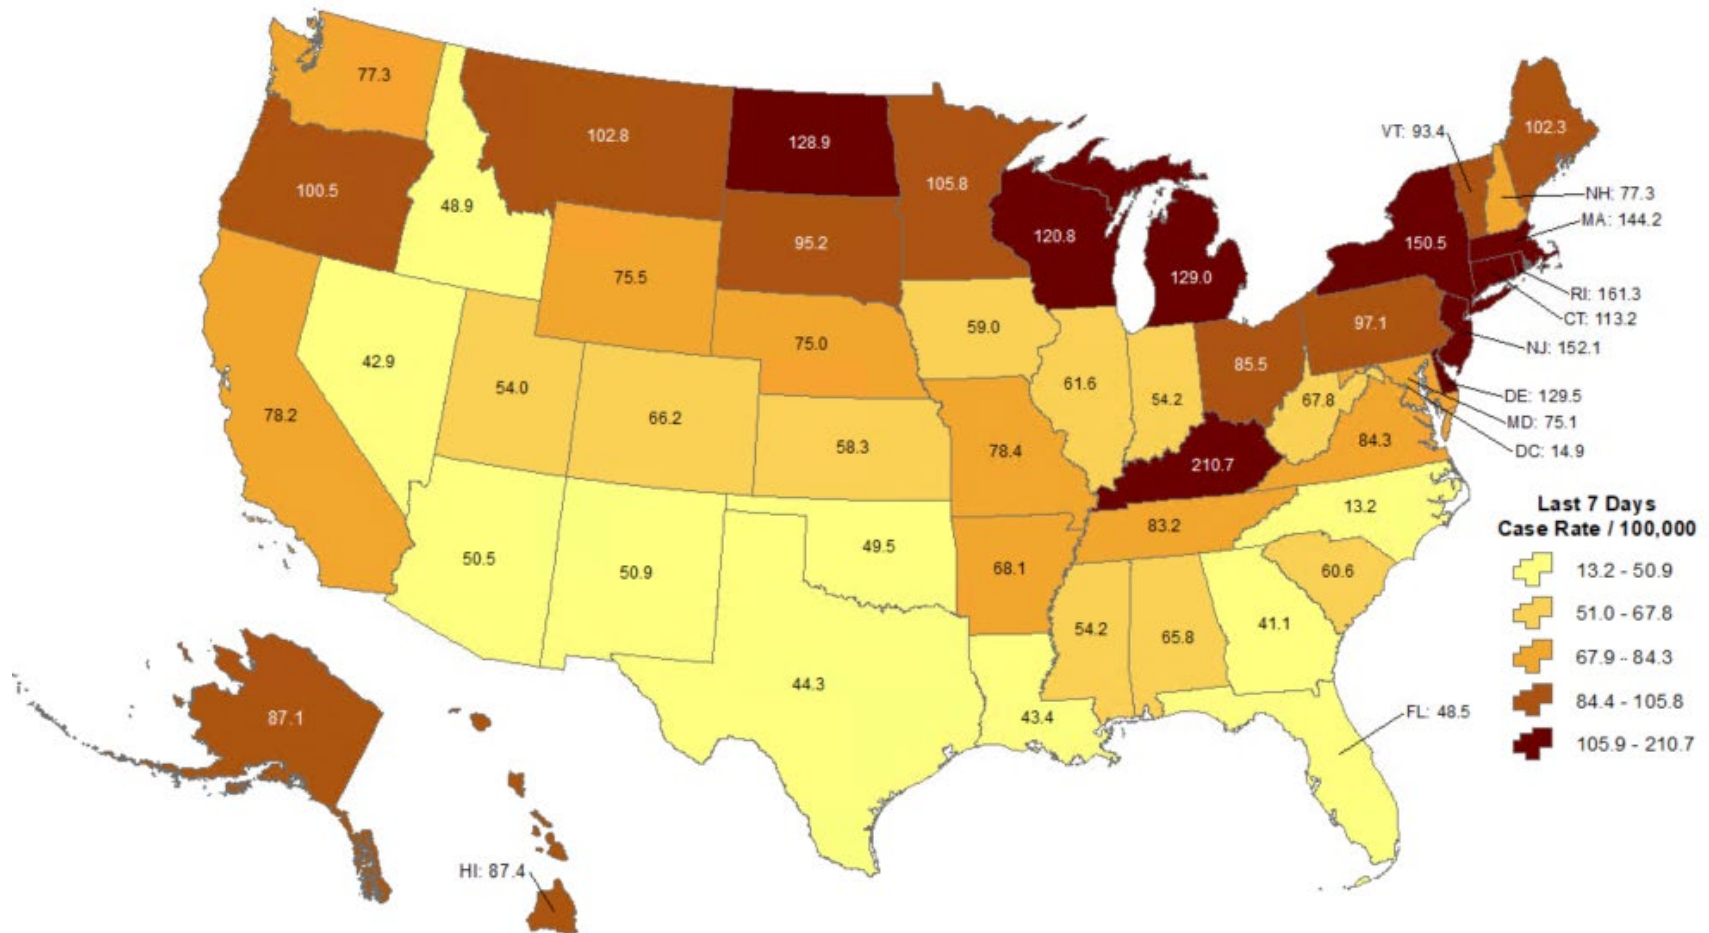 77.3
102.8
128.9
105.8
102.3
VT: 93.4
100.5
48.9
NH: 77.3
MA: 144.2
95.2
120.8
129.0
150.5
75.5
RI: 161.3
CT: 113.2
59.0
97.1
NJ: 152.1
75.0
42.9
54.0
61.6
54.2
85.5
67.8
DE: 129.5
MD: 75.1
DC: 14.9
78.2
66.2
58.3
78.4
84.3
210.7
Last 7 Days
Case Rate / 100,000
13.2
83.2
50.5
50.9
49.5
68.1
13.2 - 50.9
60.6
51.0 - 67.8
54.2
65.8
41.1
67.9 - 84.3
44.3
84.4 - 105.8
87.1
43.4
FL: 48.5
105.9 - 210.7
HI: 87.4